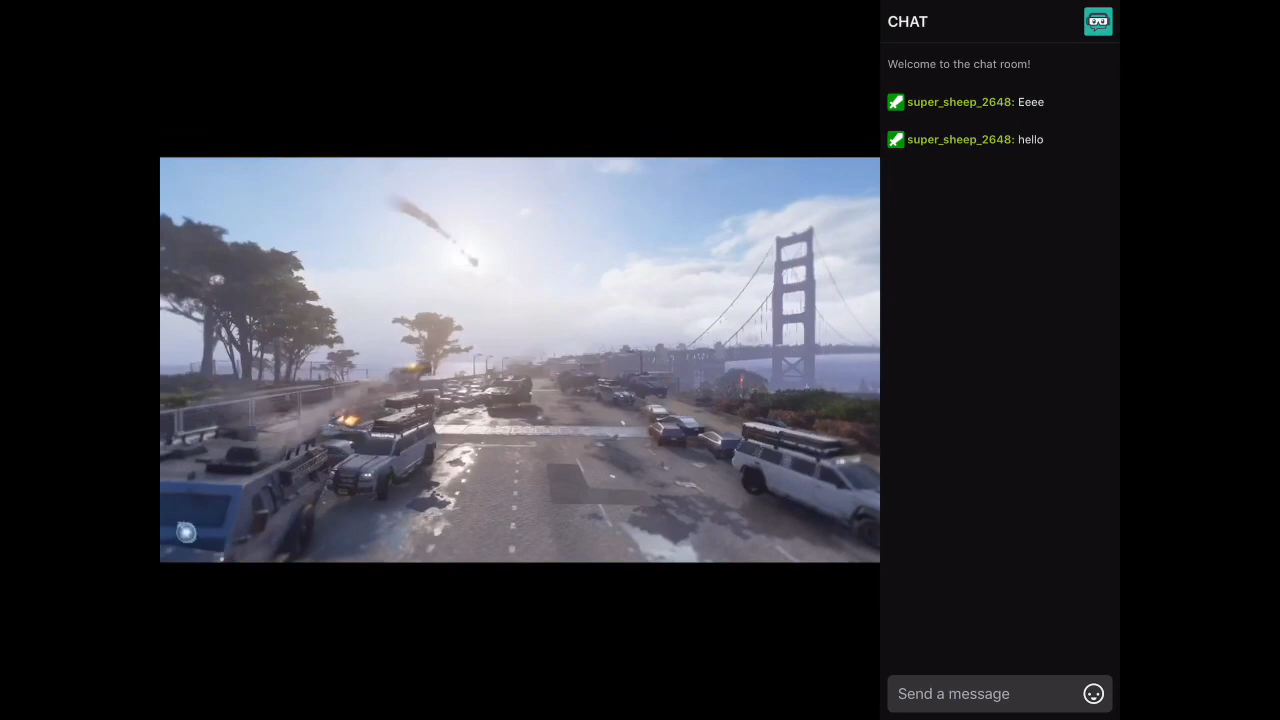 CHAT
Welcome to the chat room!
super_sheep_2648: Eeee
super_sheep_2648: hello
Send a message